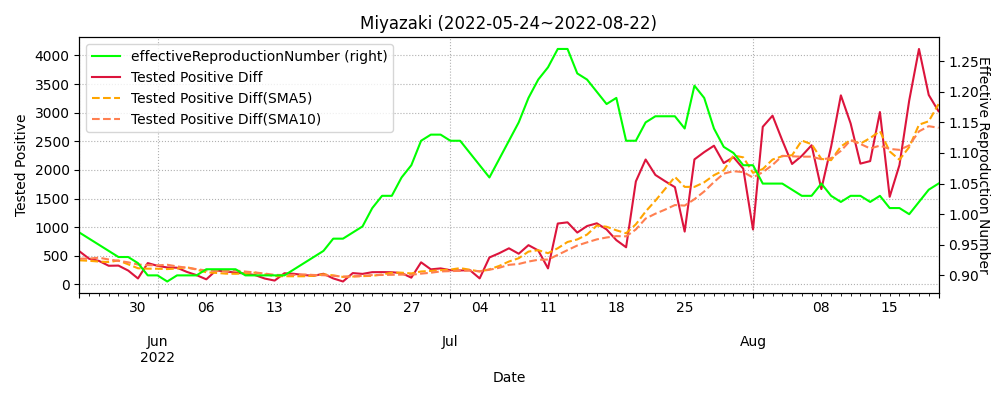 Miyazaki (2022-05-24~2022-08-22)
effectiveReproductionNumber (right)
Tested Positive Diff
Tested Positive Diff(SMA5)
Tested Positive Diff(SMA10)
Tested Positive
4000
3500
3000
2500
2000
1500
1000
500
0
Effective Reproduction Number
1.25
1.20
1.15
1.10
1.05
1.00
0.95
0.90
30 06 13 20 27 04 11 18 25 08 15
Jun Jul Aug
2022
Date